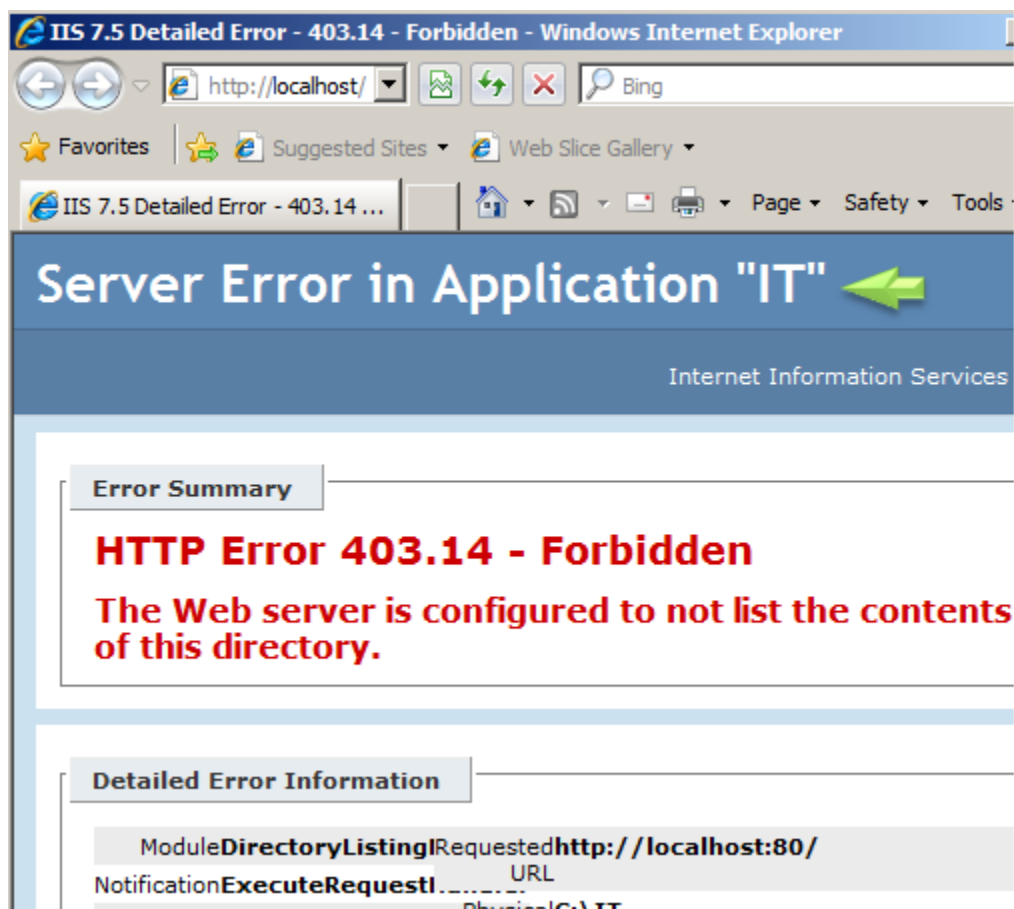 IIS 7.5 Detailed Error - 403.14 - Forbidden - Windows Internet Explorer
http://localhost/ Bing
Favorites Suggested Sites Web Slice Gallery
IIS 7.5 Detailed Error - 403.14 ... Page Safety Tools
Server Error in Application "IT"
Internet Information Services
Error Summary
HTTP Error 403.14 - Forbidden
The Web server is configured to not list the contents
of this directory.
Detailed Error Information
Module DirectoryListing Requested http://localhost:80/
URL
Notification ExecuteRequest
Physical C:\IT